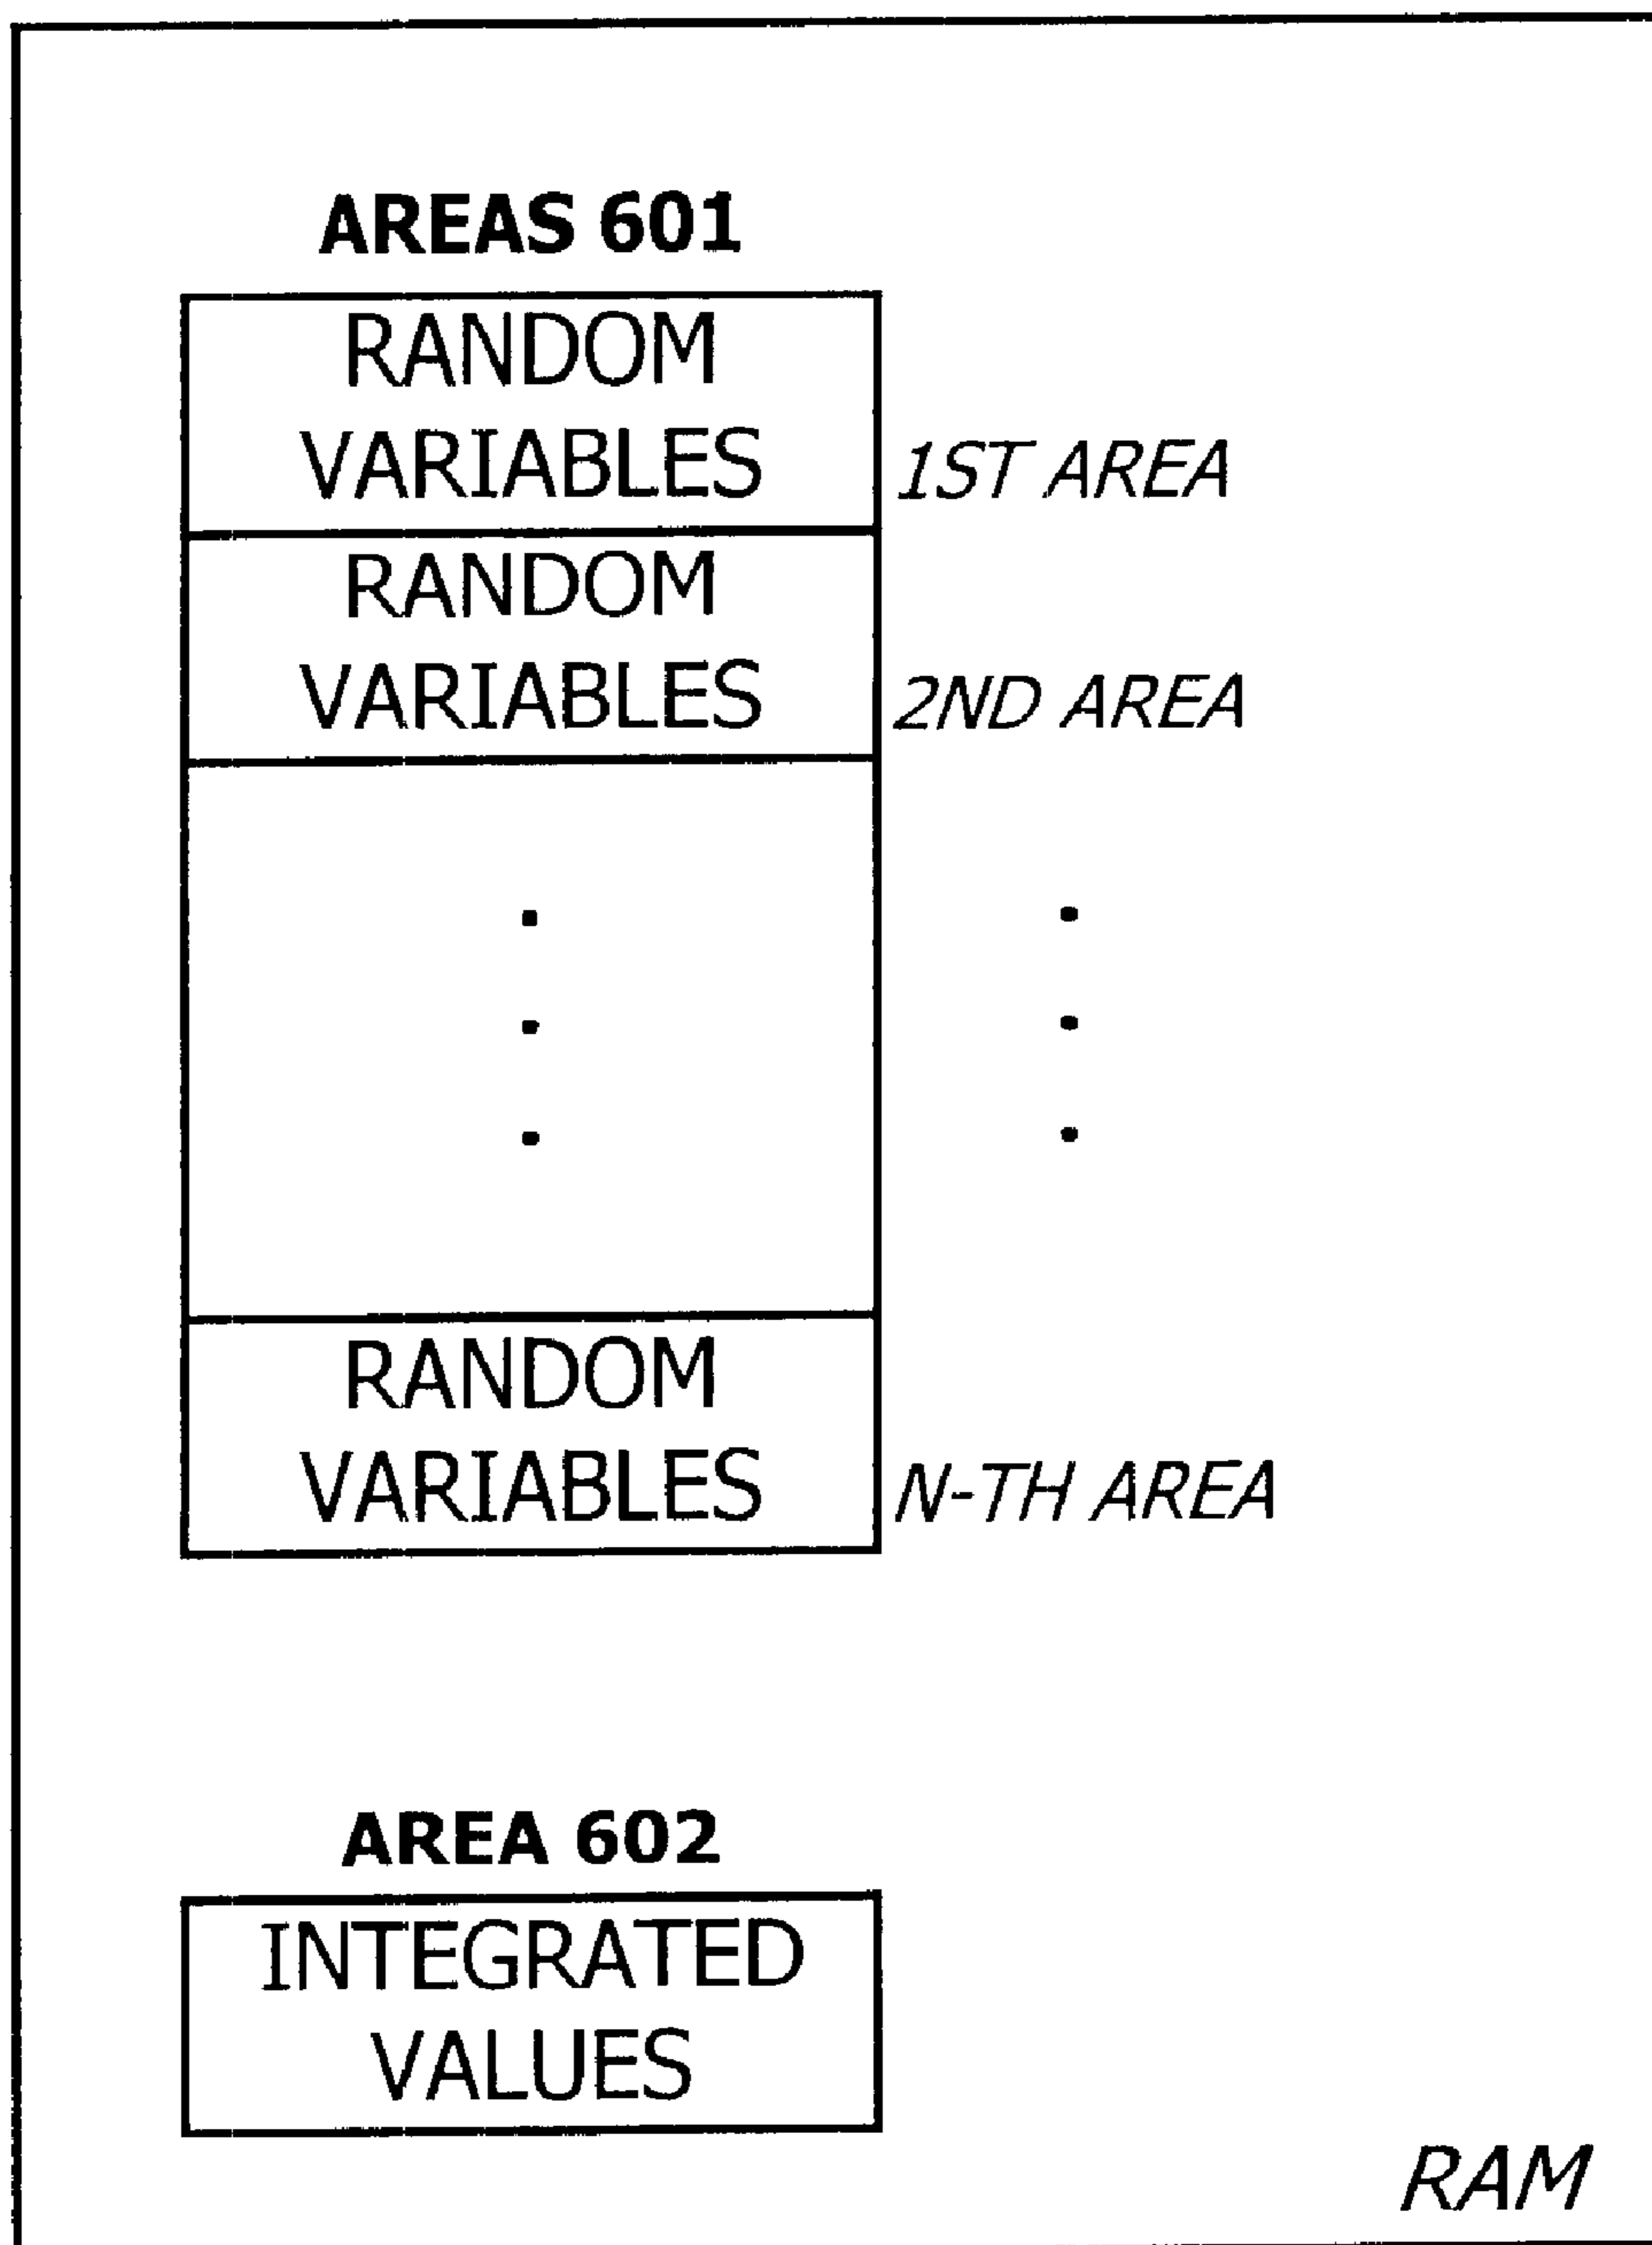 AREAS 601
RANDOM
VARIABLES
1ST AREA
RANDOM
VARIABLES
2ND AREA
RANDOM
VARIABLES
N-TH AREA
AREA 602
INTEGRATED
VALUES
RAM